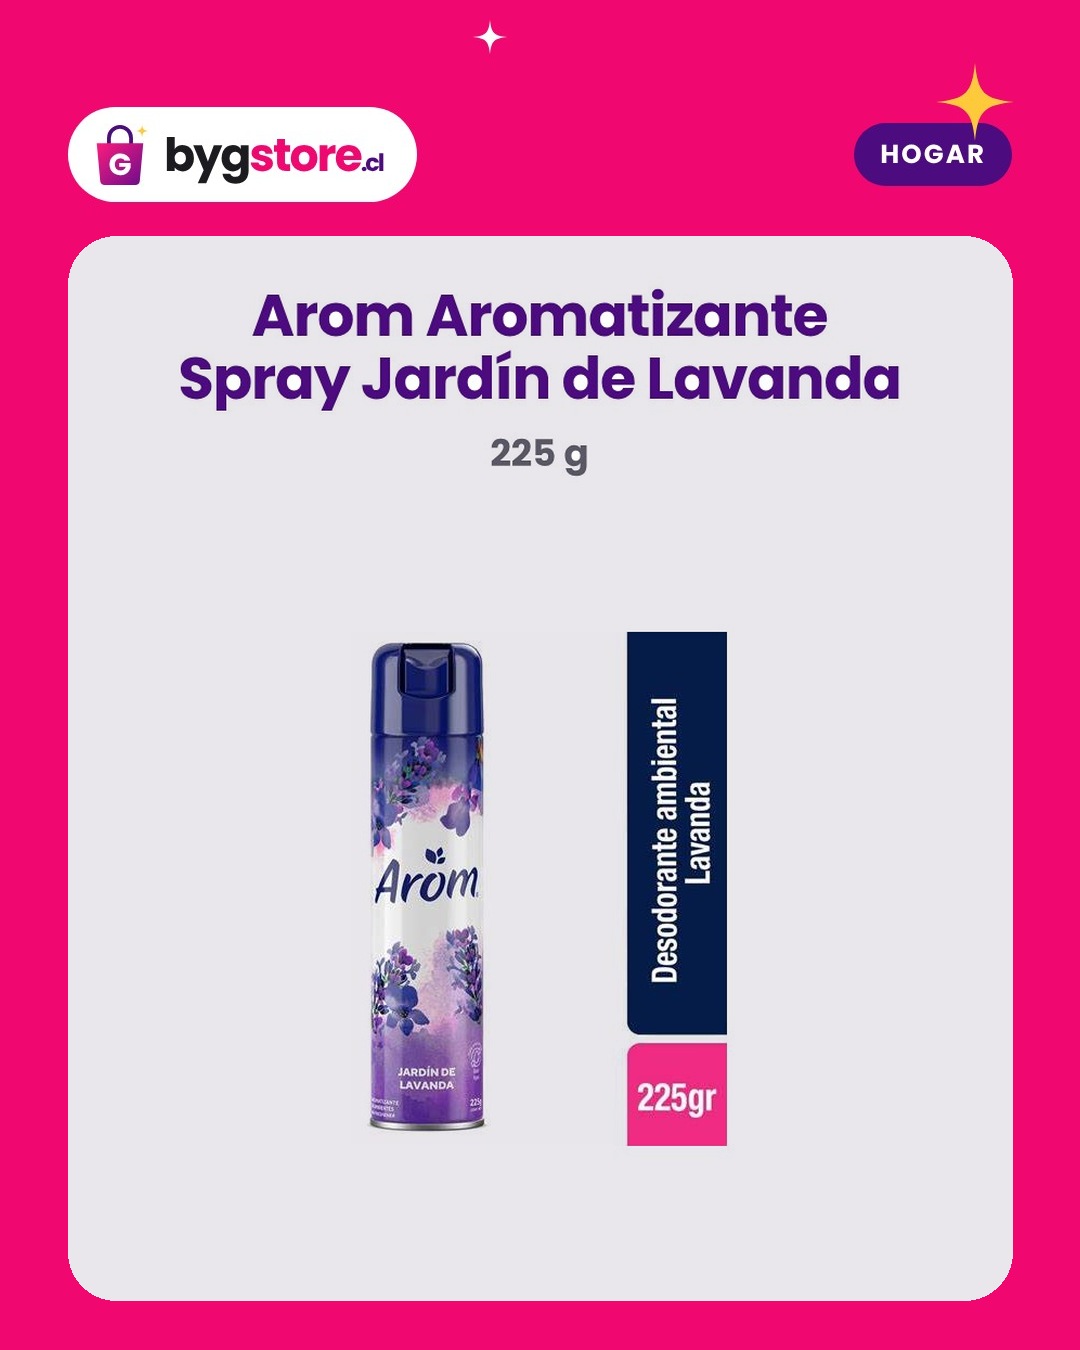 G
bygstore.cl
HOGAR
Arom Aromatizante
Spray Jardín de Lavanda
225 g
Arom
JARDÍN DE
LAVANDA
Desodorante ambiental
Lavanda
225gr